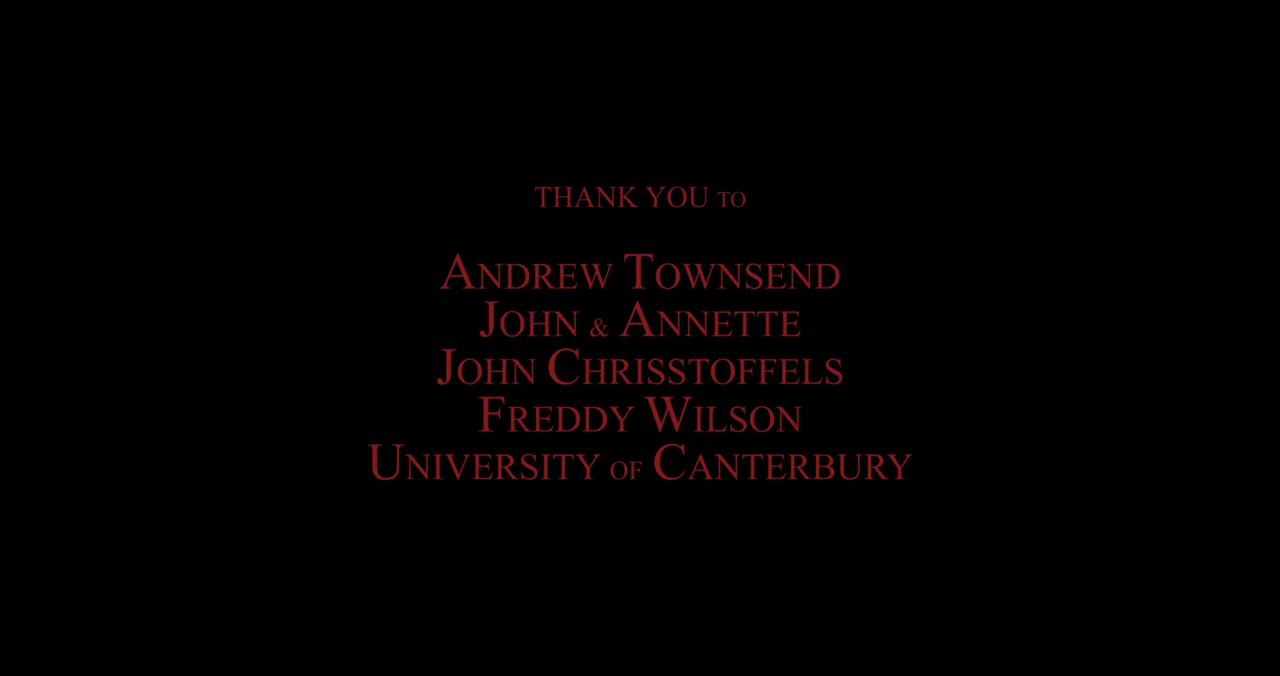 THANK YOU TO
ANDREW TOWNSEND
JOHN & ANNETTE
JOHN CHRISSTOFFELS
FREDDY WILSON
UNIVERSITY OF CANTERBURY